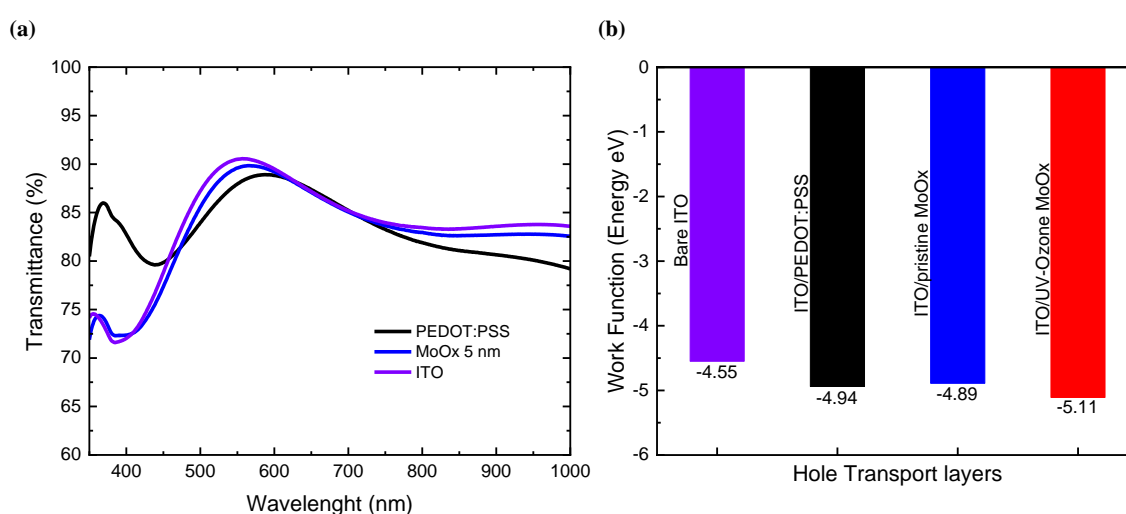 (a)
100
95
90
85
80
75
70
65
60
Transmittance (%)
PEDOT:PSS
MoOx 5 nm
ITO
400 500 600 700 800 900 1000
Wavelenght (nm)
(b)
0
-1
-2
-3
-4
-5
-6
Work Function (Energy eV)
Bare ITO
ITO/PEDOT:PSS
ITO/pristine MoOx
ITO/UV-Ozone MoOx
-4.55
-4.94
-4.89
-5.11
Hole Transport layers